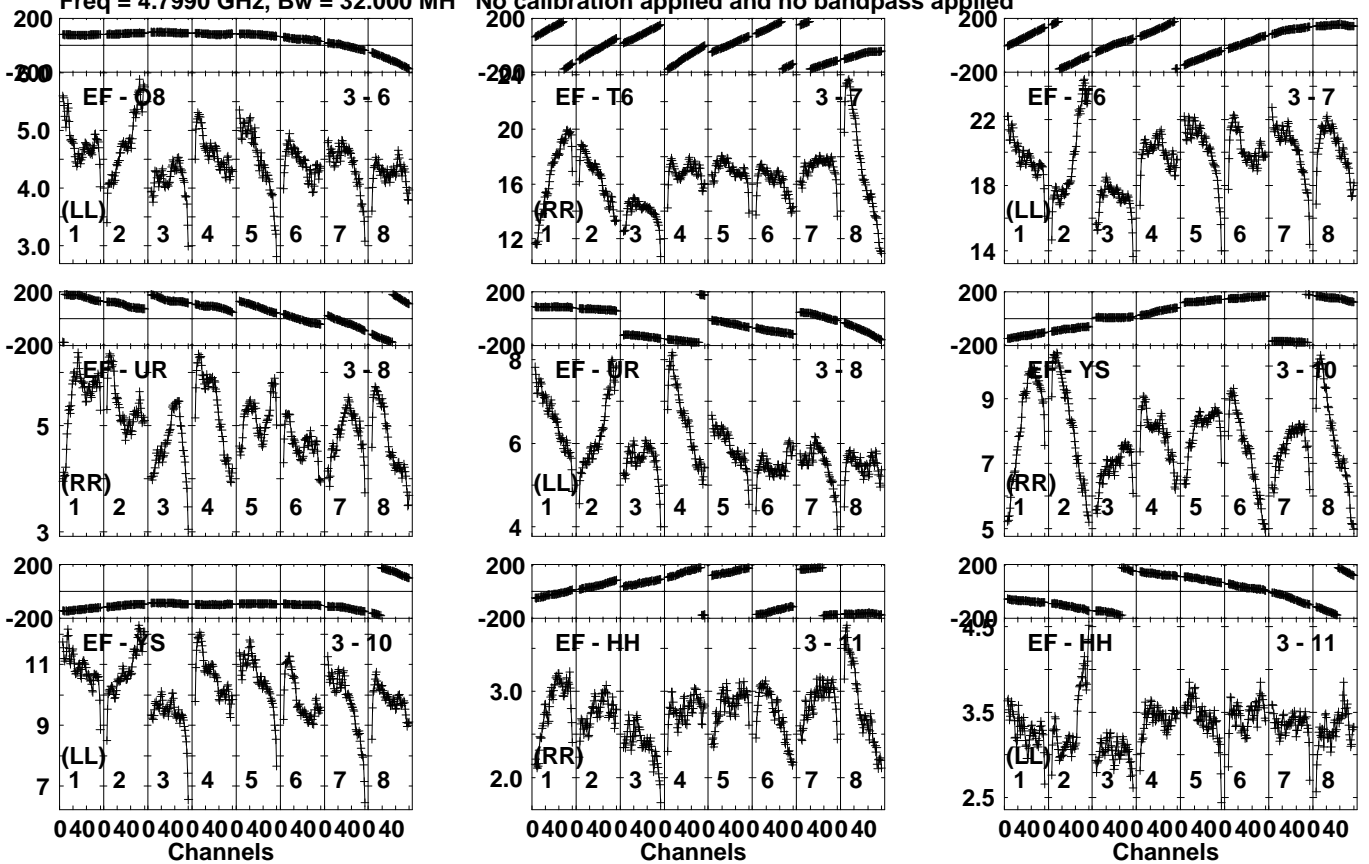 Freq = 4.7990 GHz, Bw = 32.000 MH No calibration applied and no bandpass applied
200 200 200
-200 -200 -200
6.0 24
EF - O8 3 - 6 EF - T6 3 - 7 EF - T6 3 - 7
5.0 20 22
4.0 16 18
(LL) (RR) (LL)
3.0 12 14
1 2 3 4 5 6 7 8 1 2 3 4 5 6 7 8 1 2 3 4 5 6 7 8
200 200 200
-200 -200 -200
EF - UR 3 - 8 EF - UR 3 - 8 EF - YS 3 - 10
8 9
5 6 7
(RR) (LL) (RR)
1 2 3 4 5 6 7 8 1 2 3 4 5 6 7 8 1 2 3 4 5 6 7 8
3 4 5
200 200 200
-200 -200 -200
4.5
EF - YS 3 - 10 EF - HH 3 - 11 EF - HH 3 - 11
11 3.0 3.5
9
(LL) (RR) (LL)
7 2.0 2.5
1 2 3 4 5 6 7 8 1 2 3 4 5 6 7 8 1 2 3 4 5 6 7 8
0 40 0 40 0 40 0 40 0 40 0 40 0 40 0 40 0 40 0 40 0 40 0 40 0 40 0 40 0 40 0 40 0 40 0 40 0 40 0 40 0 40 0 40 0 40 0 40
Channels Channels Channels